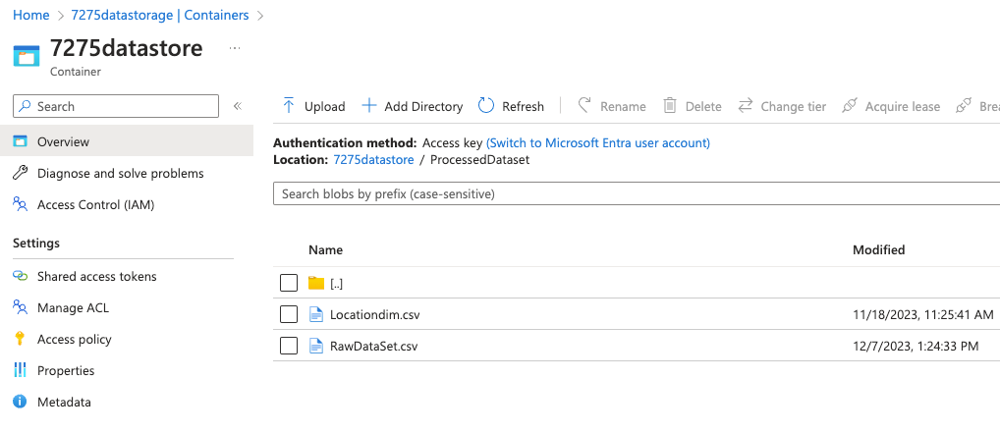 Home > 7275datastorage | Containers >
7275datastore ...
Container
Search
«
Upload
Add Directory
Refresh
Rename
Delete
Change tier
Acquire lease
Brea
Overview
Diagnose and solve problems
Access Control (IAM)
Settings
Shared access tokens
Manage ACL
Access policy
Properties
Metadata
Authentication method: Access key (Switch to Microsoft Entra user account)
Location: 7275datastore / ProcessedDataset
Search blobs by prefix (case-sensitive)
Name Modified
[..]
Locationdim.csv 11/18/2023, 11:25:41 AM
RawDataSet.csv 12/7/2023, 1:24:33 PM